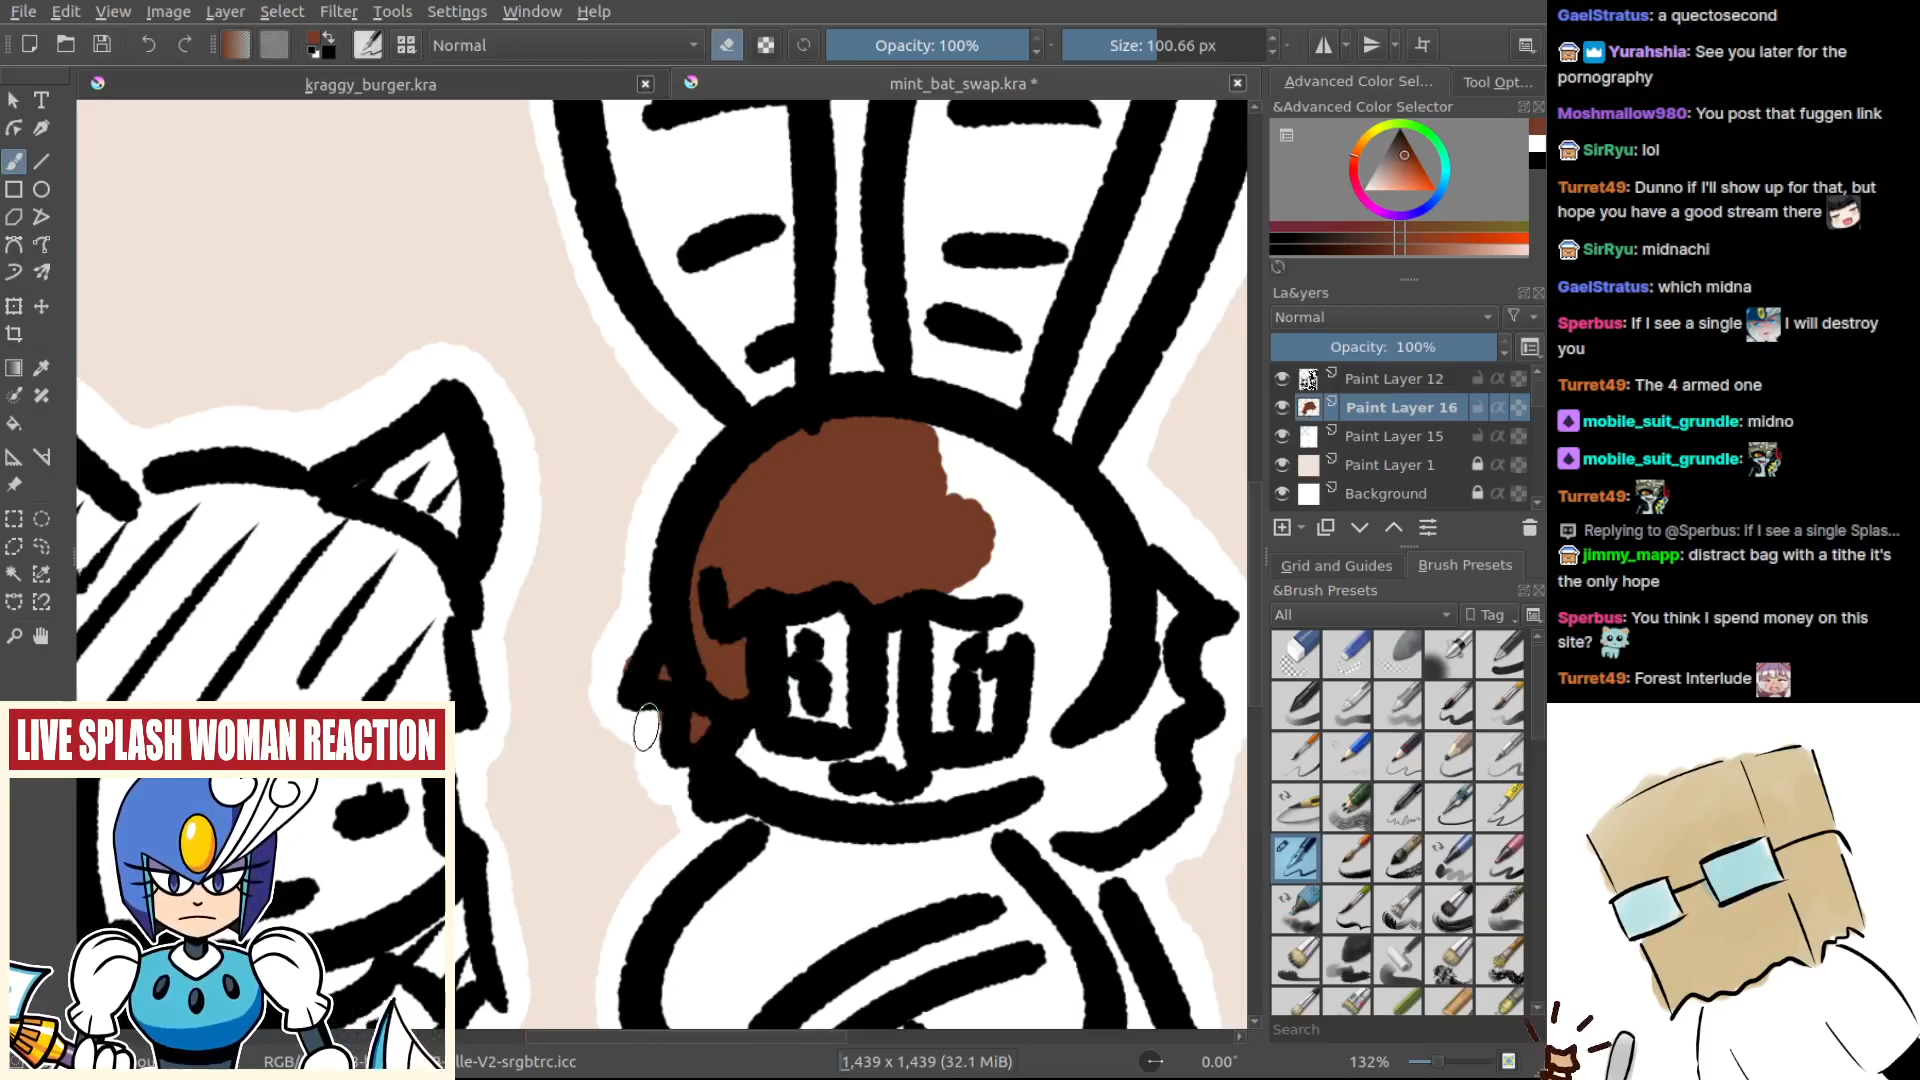 File Edit View Image Layer Select Filter Tools Settings Window Help
Normal
Opacity: 100%
Size: 100.66 px
kraggy_burger.kra
mint_bat_swap.kra *
Advanced Color Sel...
Tool Opt...
&Advanced Color Selector
La&yers
Normal
Opacity: 100%
Paint Layer 12
Paint Layer 16
Paint Layer 15
Paint Layer 1
Background
Grid and Guides
Brush Presets
&Brush Presets
All
Tag
Search
RGB/
lle-V2-srgbtrc.icc
1,439 x 1,439 (32.1 MiB)
0.00°
132%
LIVE SPLASH WOMAN REACTION
GaelStratus: a quectosecond
Yurahshia: See you later for the
pornography
Moshmallow980: You post that fuggen link
SirRyu: lol
Turret49: Dunno if I'll show up for that, but
hope you have a good stream there
SirRyu: midnachi
GaelStratus: which midna
Sperbus: If I see a single I will destroy
you
Turret49: The 4 armed one
mobile_suit_grundle: midno
mobile_suit_grundle:
Turret49:
Replying to @Sperbus: If I see a single Splas...
jimmy_mapp: distract bag with a tithe it's
the only hope
Sperbus: You think I spend money on this
site?
Turret49: Forest Interlude